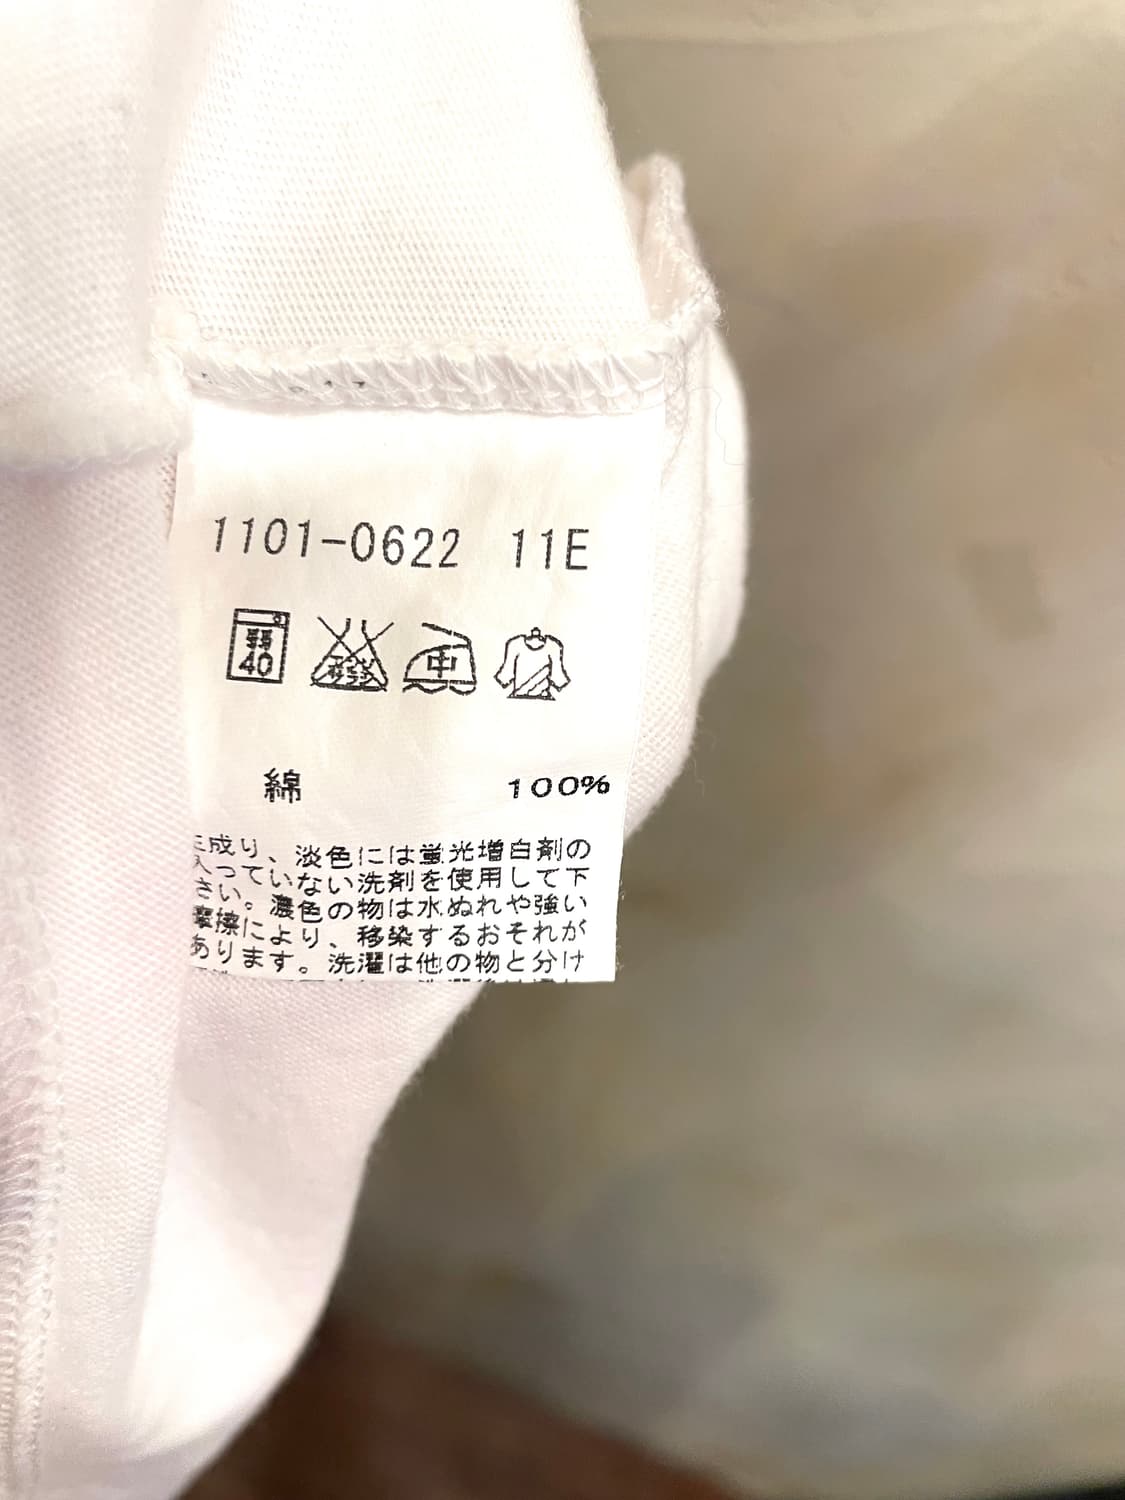 1101-0622 11E
弱
40
中
綿 100%
生成り、淡色には蛍光増白剤の
入っていない洗剤を使用して下
さい。濃色の物は水ぬれや強い
摩擦により、移染するおそれが
あります。洗濯は他の物と分け